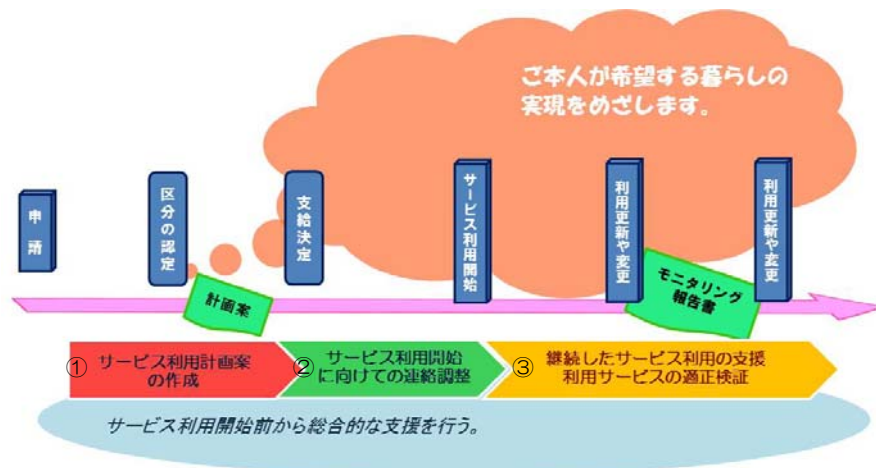 ご本人が希望する暮らしの
実現をめざします。
申請
区分の認定
支給決定
サービス利用開始
利用更新や変更
利用更新や変更
計画案
モニタリング
報告書
① サービス利用計画案
の作成
② サービス利用開始
に向けての連絡調整
③ 継続したサービス利用の支援
利用サービスの適正検証
サービス利用開始前から総合的な支援を行う。